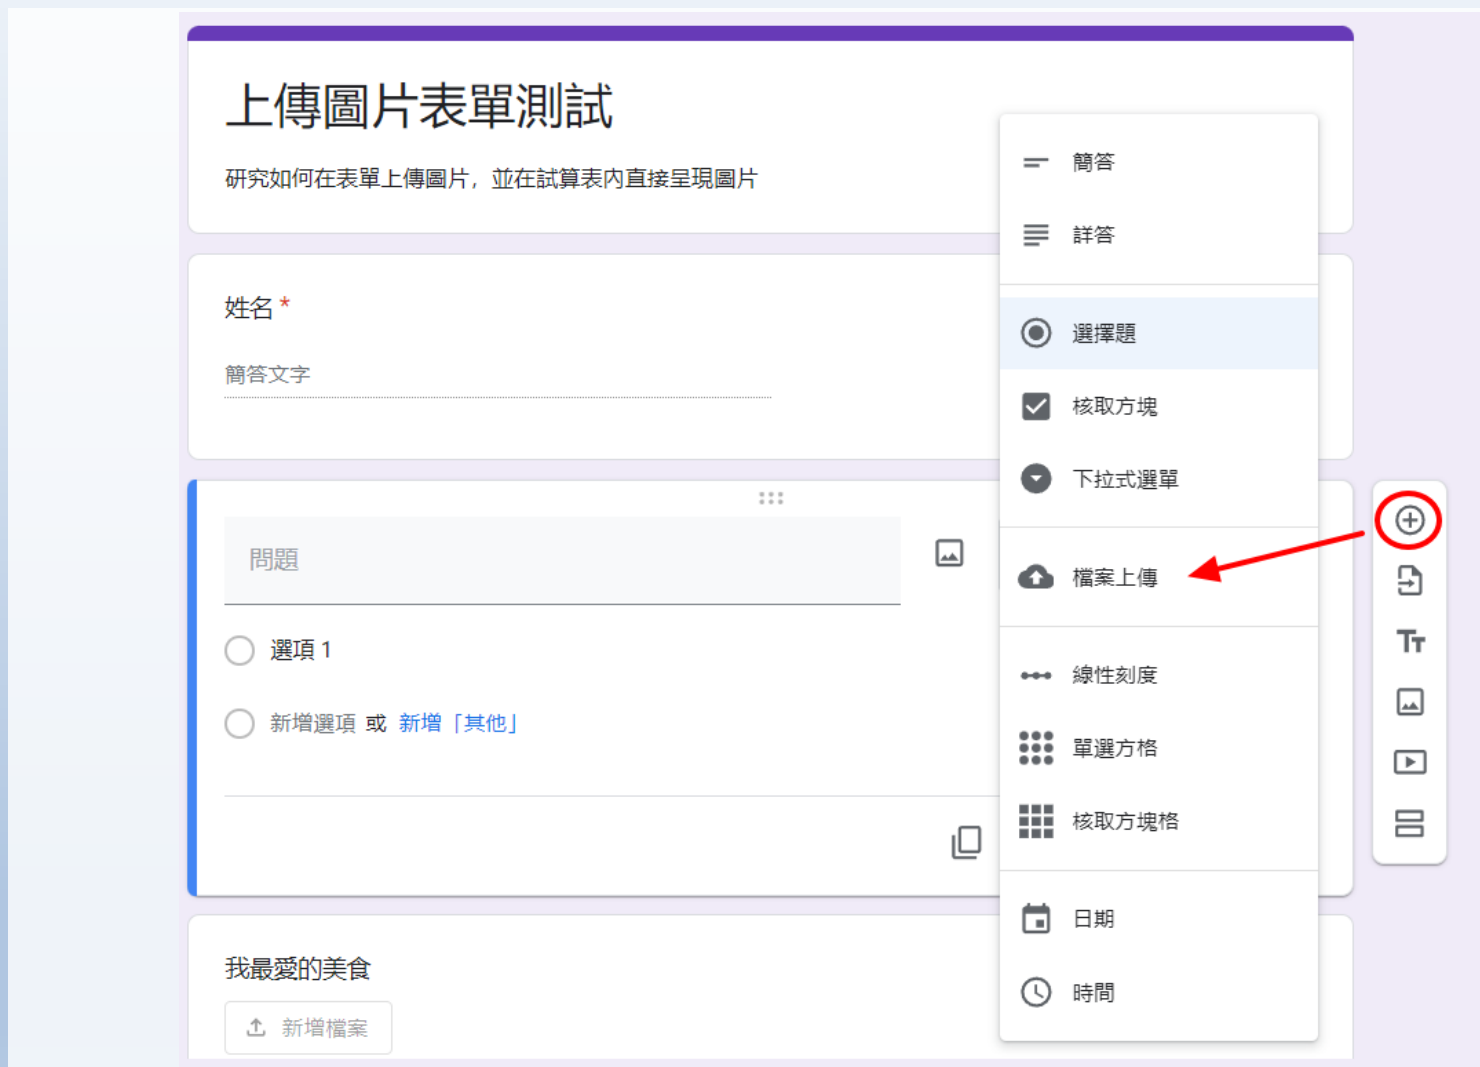 上傳圖片表單測試
研究如何在表單上傳圖片，並在試算表內直接呈現圖片
姓名 *
簡答文字
問題
選項 1
新增選項 或 新增「其他」
我最愛的美食
新增檔案
簡答
詳答
選擇題
核取方塊
下拉式選單
檔案上傳
線性刻度
單選方格
核取方塊格
日期
時間
Tт